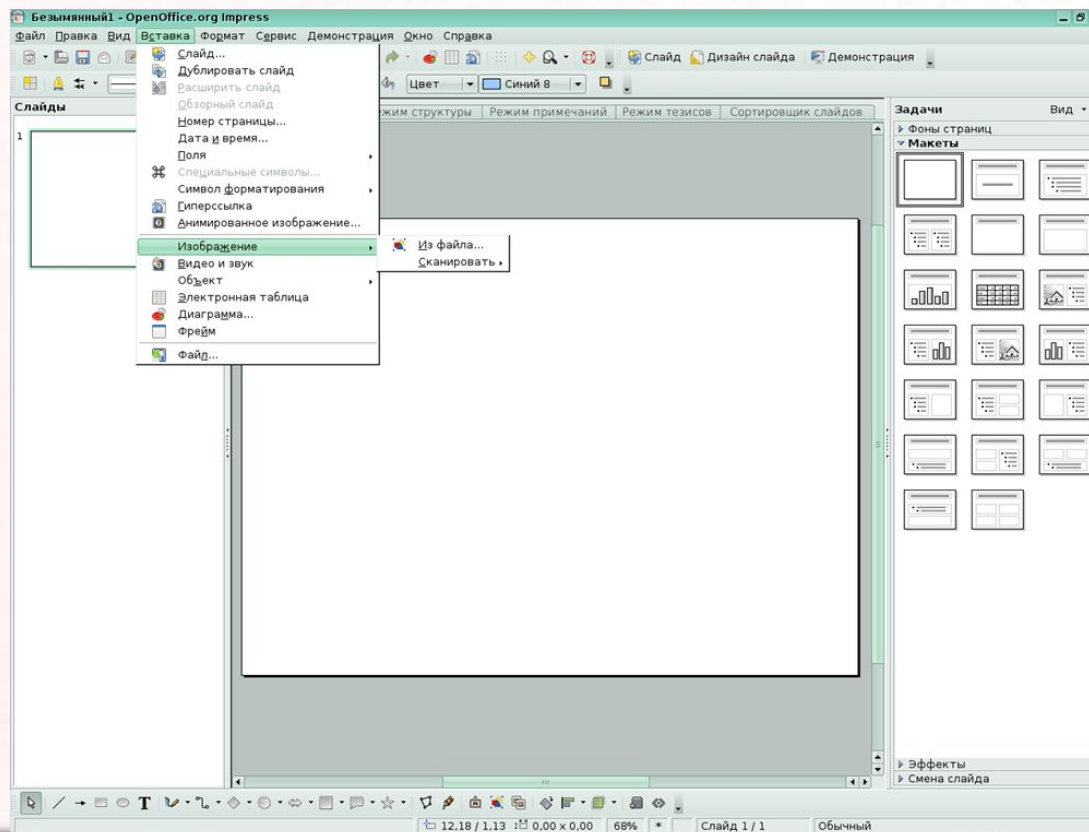 Безымянный1 - OpenOffice.org Impress
Файл Правка Вид Вставка Формат Сервис Демонстрация Окно Справка
Слайд Дизайн слайда Демонстрация
Цвет Синий 8
Слайды
1
Слайд...
Дублировать слайд
Расширить слайд
Обзорный слайд
Номер страницы...
Дата и время...
Поля
Специальные символы...
Символ форматирования
Гиперссылка
Анимированное изображение...
Изображение
Видео и звук
Объект
Электронная таблица
Диаграмма...
Фрейм
Файл...
Из файла...
Сканировать
жим структуры Режим примечаний Режим тезисов Сортировщик слайдов
Задачи Вид
Фоны страниц
Макеты
Эффекты
Смена слайда
12,18 / 1,13 0,00 x 0,00 68% * Слайд 1 / 1 Обычный